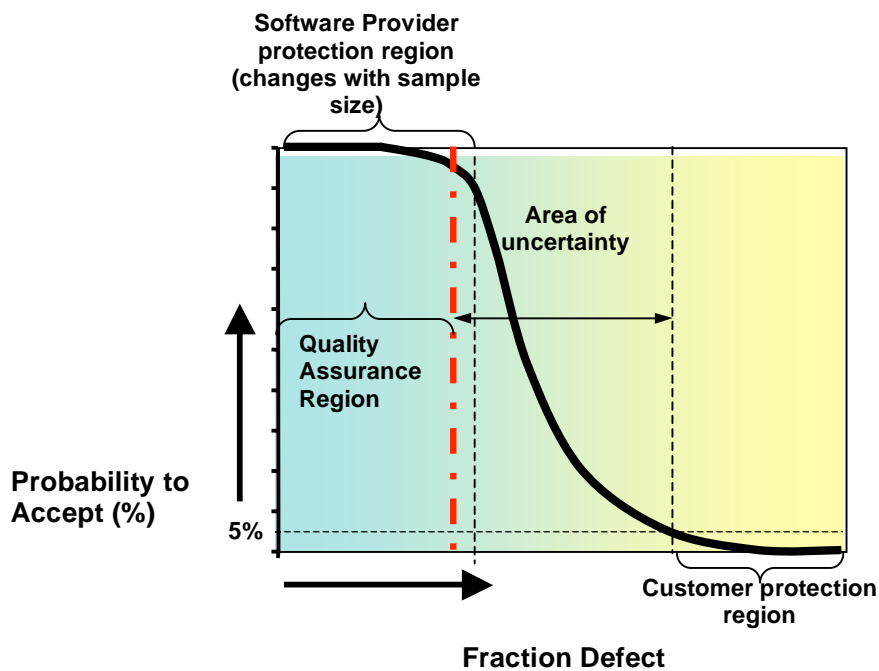 Software Provider
protection region
(changes with sample
size)
Area of
uncertainty
Quality
Assurance
Region
Probability to
Accept (%)
5%
Customer protection
region
Fraction Defect